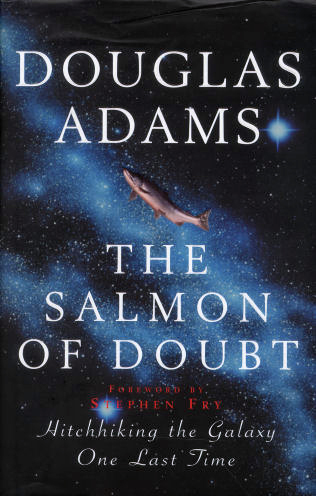 DOUGLAS
ADAMS
THE
SALMON
OF DOUBT
FOREWORD BY
STEPHEN FRY
Hitchhiking the Galaxy
One Last Time